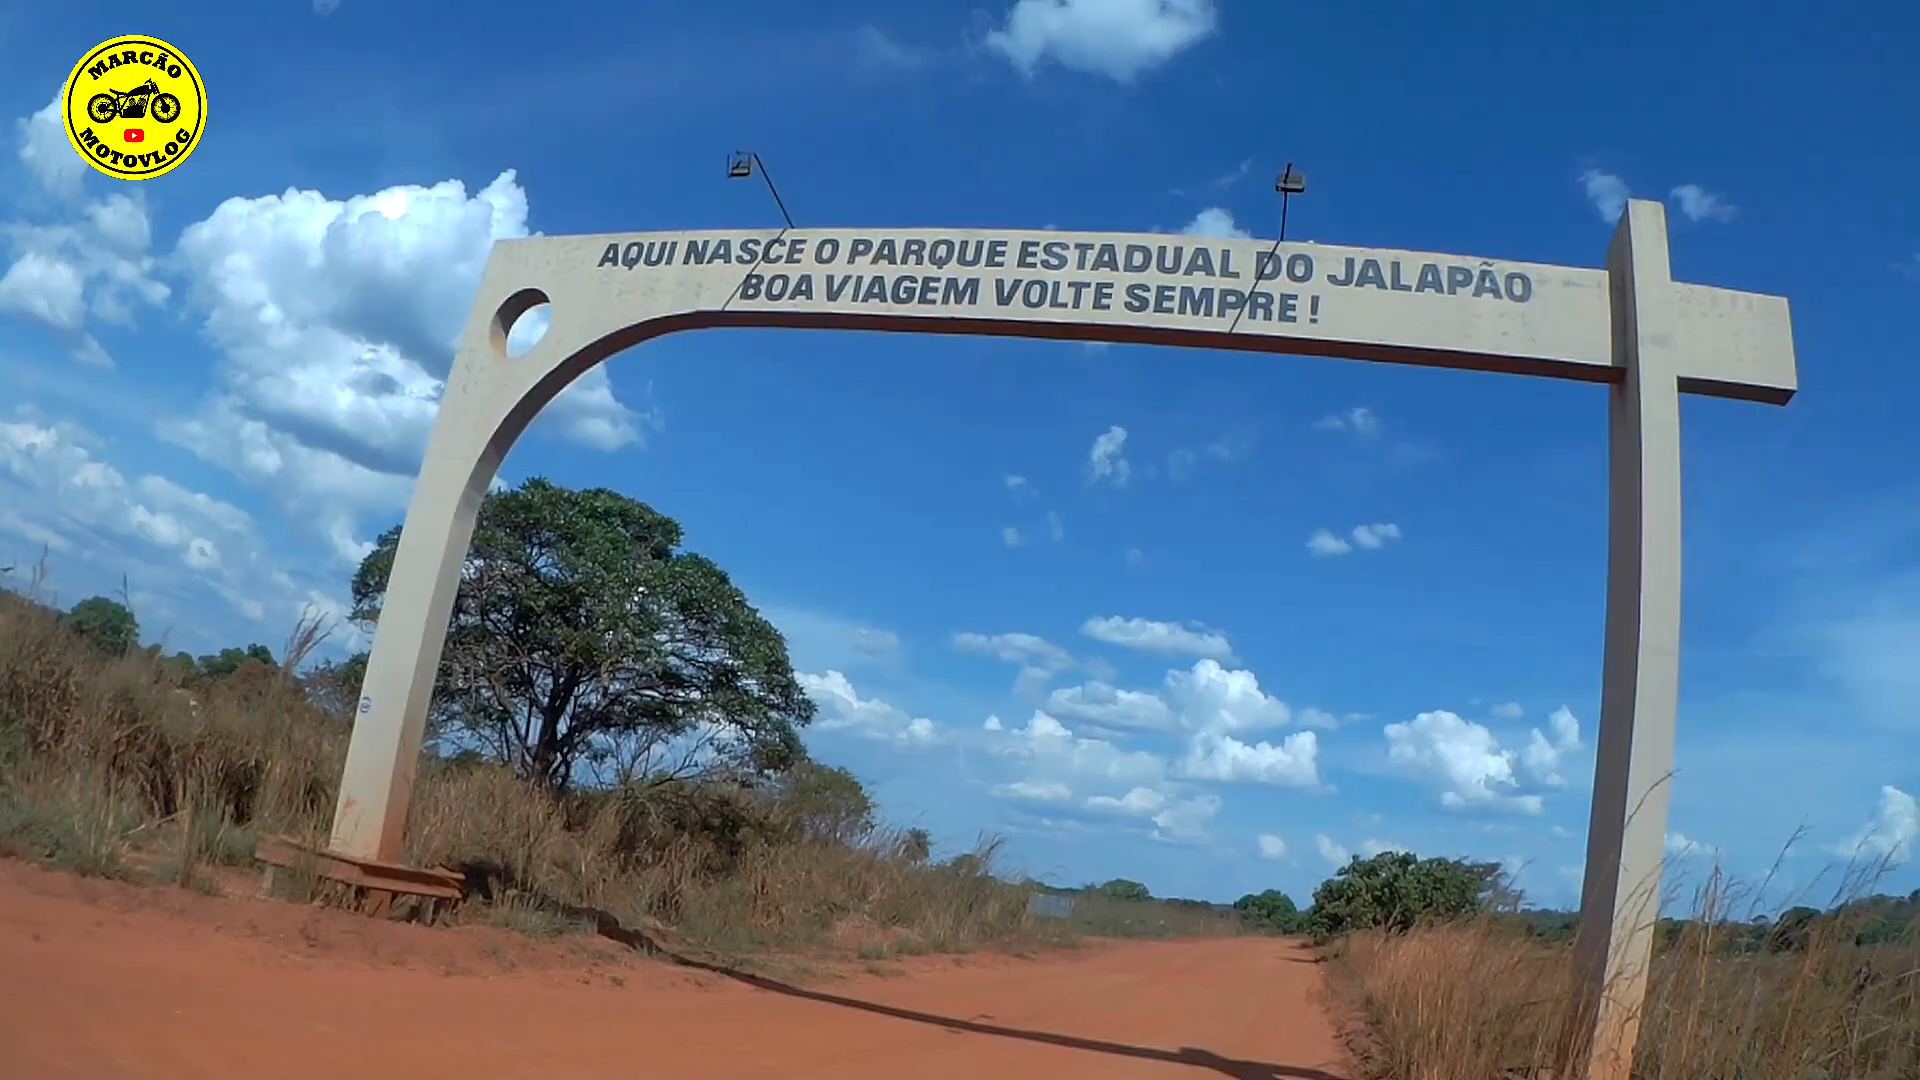 MARCÃO
MOTOVLOG
AQUI NASCE O PARQUE ESTADUAL DO JALAPÃO
BOA VIAGEM VOLTE SEMPRE !